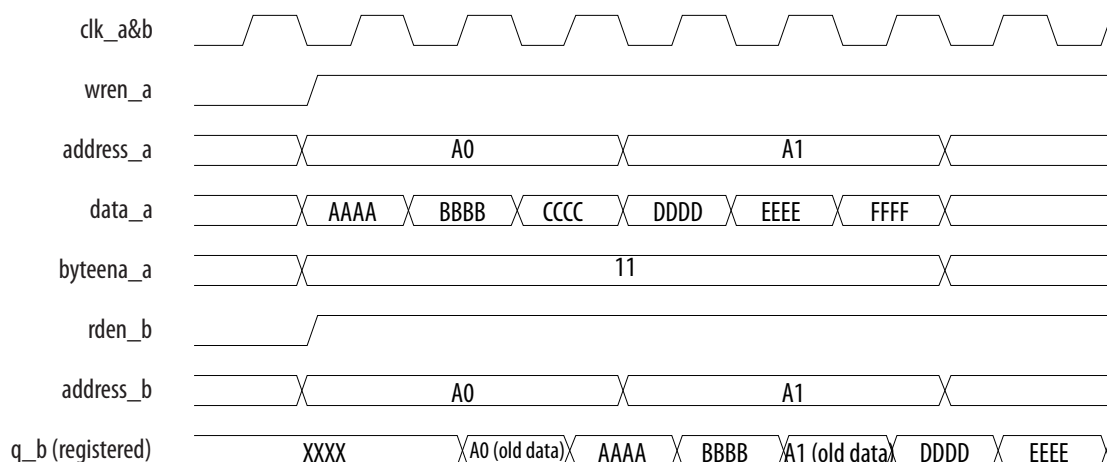 clk_a&b
wren_a
address_a A0 A1
data_a AAAA BBBB CCCC DDDD EEEE FFFF
byteena_a 11
rden_b
address_b A0 A1
q_b (registered) XXXX A0 (old data) AAAA BBBB A1 (old data) DDDD EEEE